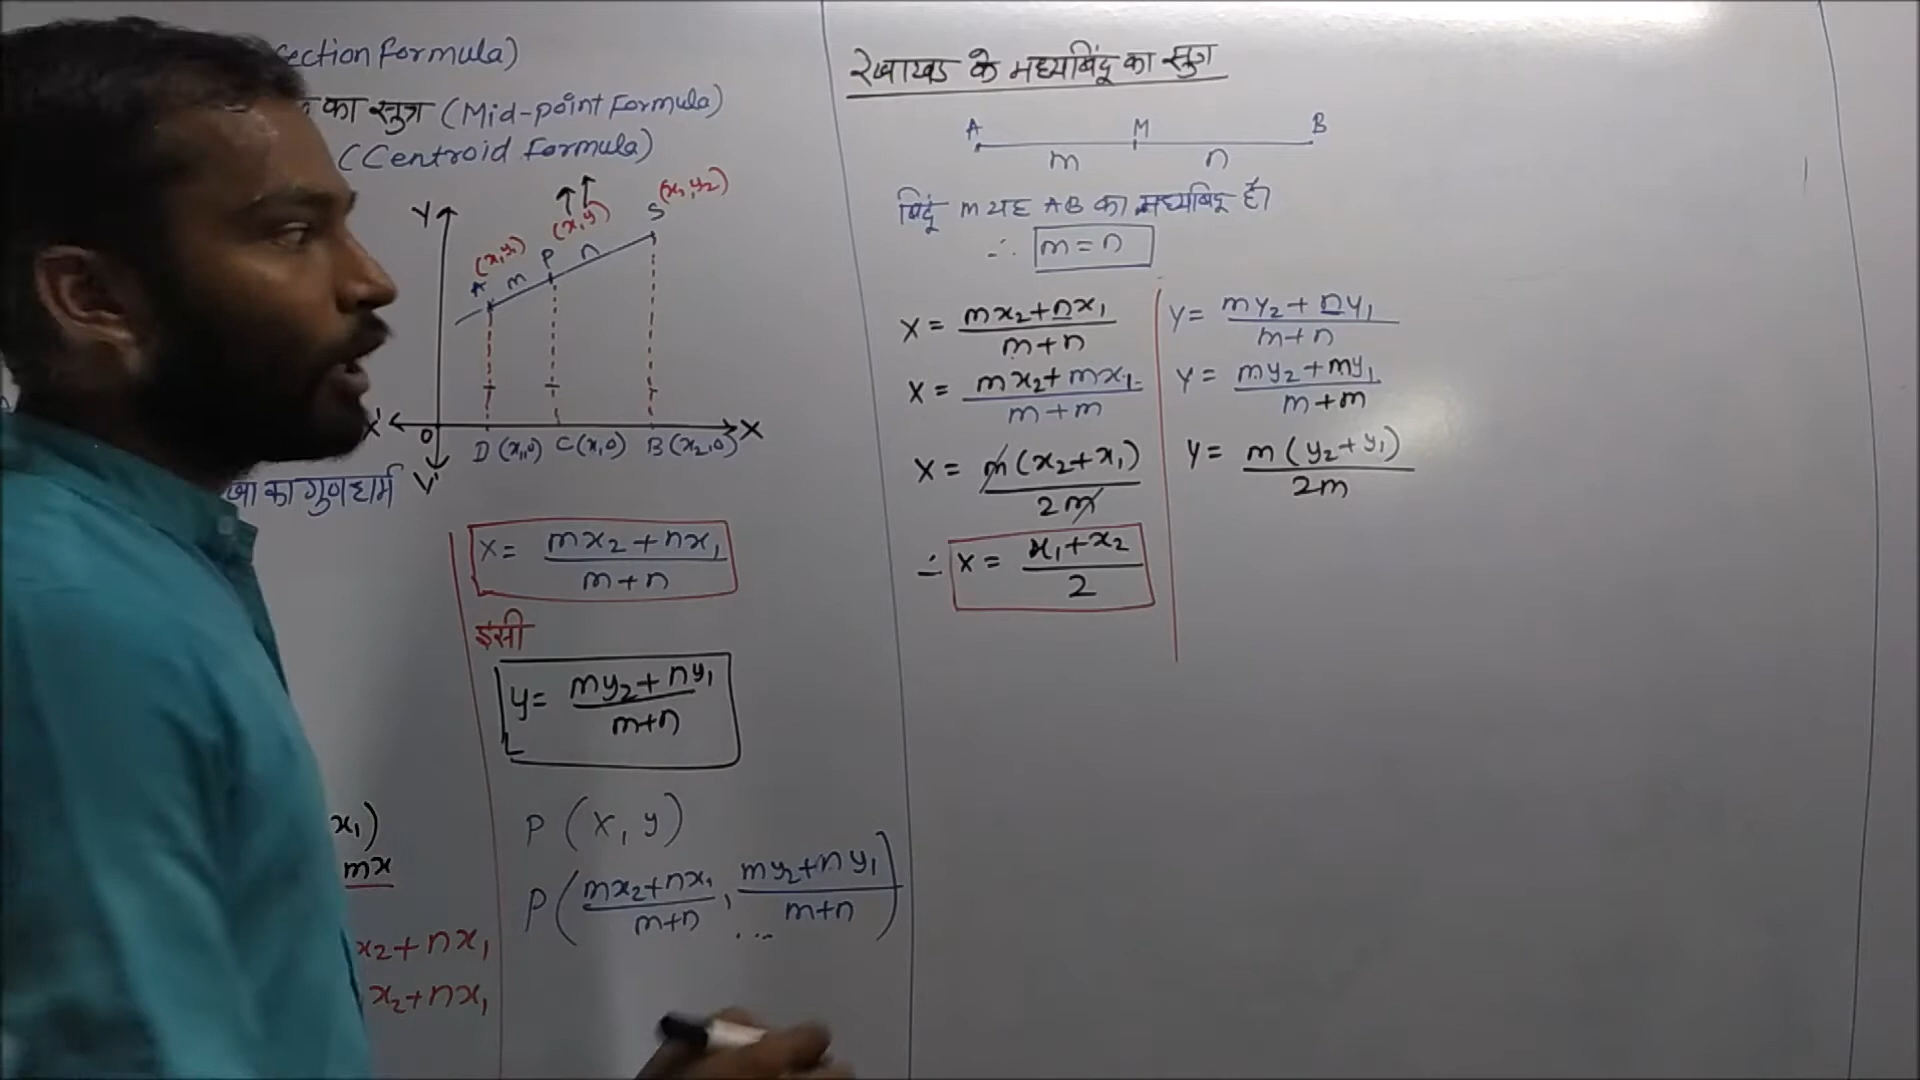 ection Formula)
का सुत्र (Mid-point Formula)
(Centroid Formula)
Y
(x₂,y₂)
(x,y)
S
(x₁,y₁)
P
n
A
m
X'
O
X
D (x₁,0) C(x,0) B(x₂,0)
Y'
का गुणधर्म
X = mx₂+nx₁ / m+n
इसी
y = my₂+ny₁ / m+n
x₁)
mx
P (x, y)
P(mx₂+nx₁ / m+n, my₂+ny₁ / m+n)
...
x₂+nx₁
x₂+nx₁
रेखाखंड के मध्यबिंदू का सुत्र
A M B
m n
बिंदू M यह AB का मध्यबिंदू है।
∴ m = n
X = mx₂+nx₁ / m+n
X = mx₂+mx₁ / m+m
X = m(x₂+x₁) / 2m
∴ X = x₁+x₂ / 2
Y = my₂+ny₁ / m+n
Y = my₂+my₁ / m+m
Y = m(y₂+y₁) / 2m